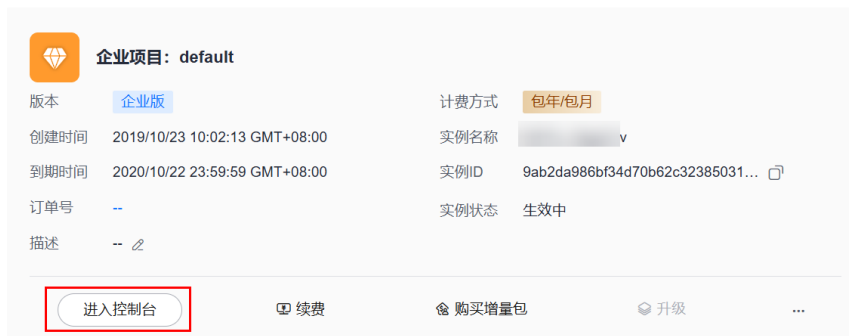 企业项目：default
版本 企业版 计费方式 包年/包月
创建时间 2019/10/23 10:02:13 GMT+08:00 实例名称
到期时间 2020/10/22 23:59:59 GMT+08:00 实例ID 9ab2da986bf34d70b62c32385031...
订单号 -- 实例状态 生效中
描述 --
进入控制台 续费 购买增量包 升级 ...